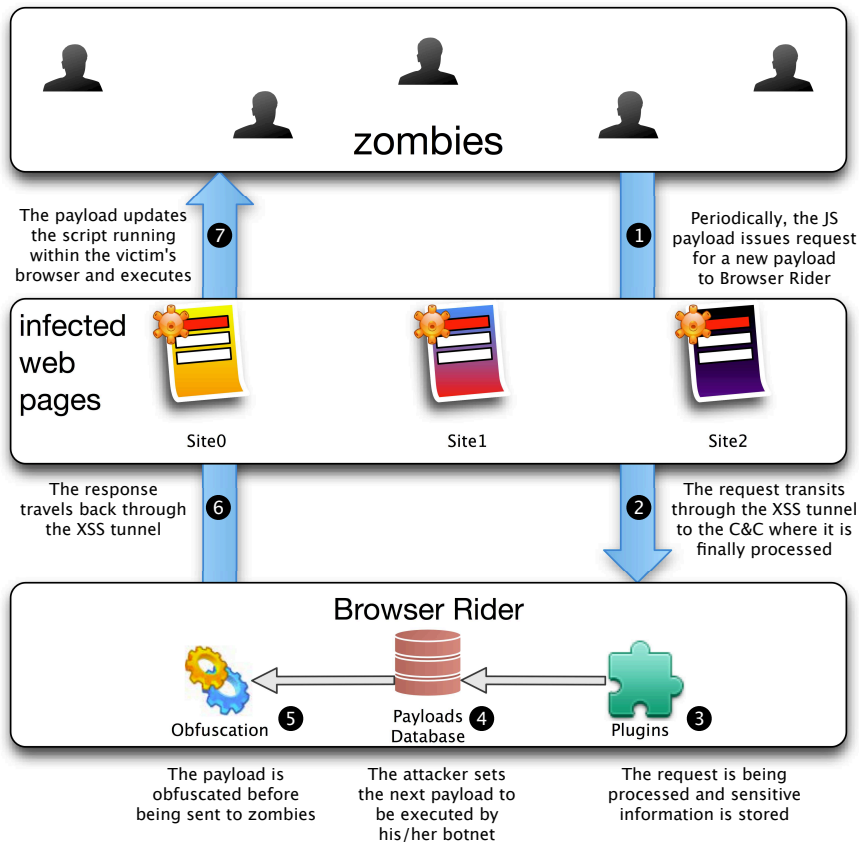 zombies
The payload updates
the script running
within the victim's
browser and executes
7
1
Periodically, the JS
payload issues request
for a new payload
to Browser Rider
infected
web
pages
Site0
Site1
Site2
The response
travels back through
the XSS tunnel
6
2
The request transits
through the XSS tunnel
to the C&C where it is
finally processed
Browser Rider
Obfuscation
5
Payloads
Database
4
Plugins
3
The payload is
obfuscated before
being sent to zombies
The attacker sets
the next payload to
be executed by
his/her botnet
The request is being
processed and sensitive
information is stored